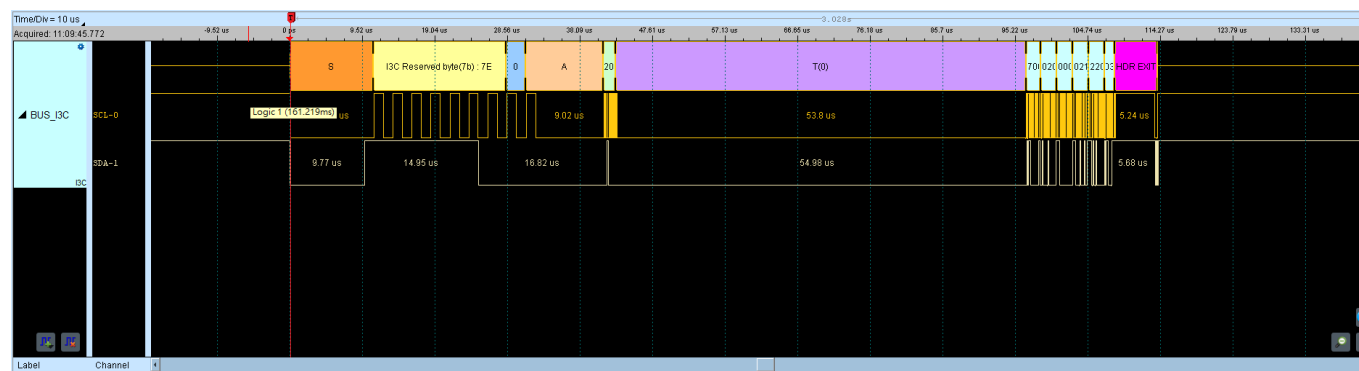 Time/Div = 10 us
3.028s
Acquired: 11:09:45.772
-9.52 us 0 ps 9.52 us 19.04 us 28.56 us 38.09 us 47.61 us 57.13 us 66.65 us 76.18 us 85.7 us 95.22 us 104.74 us 114.27 us 123.79 us 133.31 us
S I3C Reserved byte(7b) : 7E 0 A 20 T(0) HDR EXIT
Logic 1 (161.219ms) us
BUS_I3C SCL-0 9.02 us 53.8 us 5.24 us
SDA-1 9.77 us 14.95 us 16.82 us 54.98 us 5.68 us
I3C
Label Channel